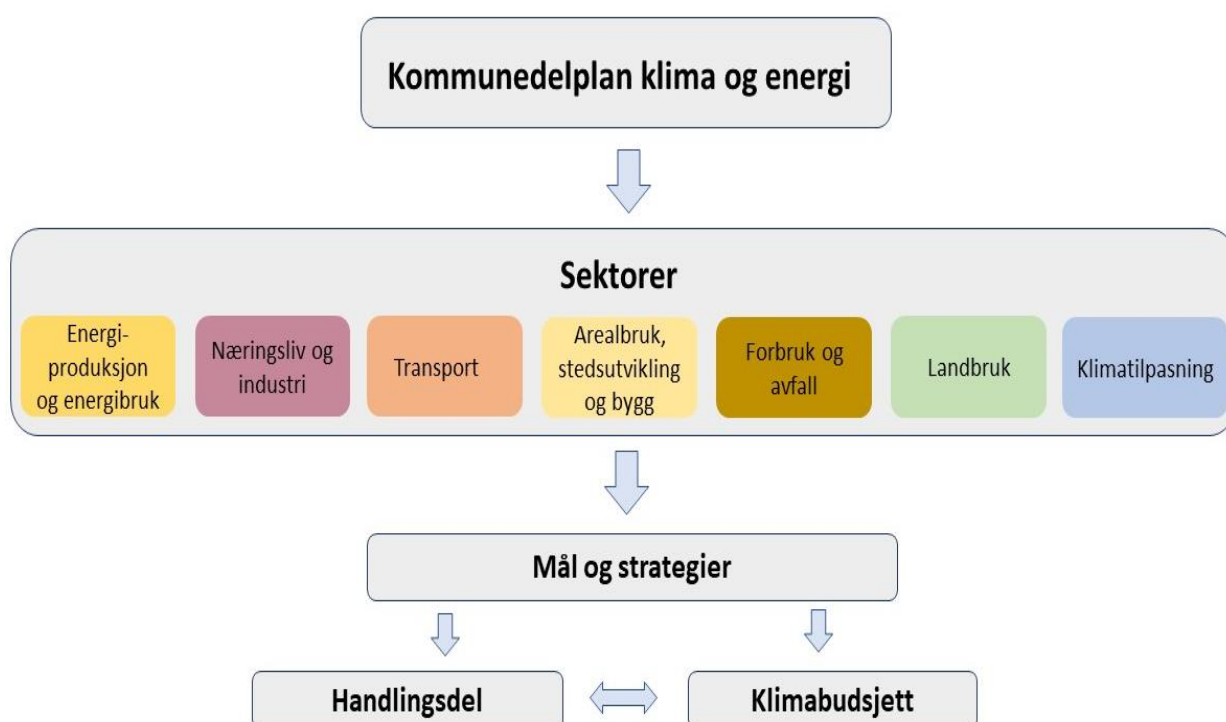 Kommunedelplan klima og energi
Sektorer
Energi-
produksjon
og energibruk
Næringsliv og
industri
Transport
Arealbruk,
stedsutvikling
og bygg
Forbruk og
avfall
Landbruk
Klimatilpasning
Mål og strategier
Handlingsdel
Klimabudsjett